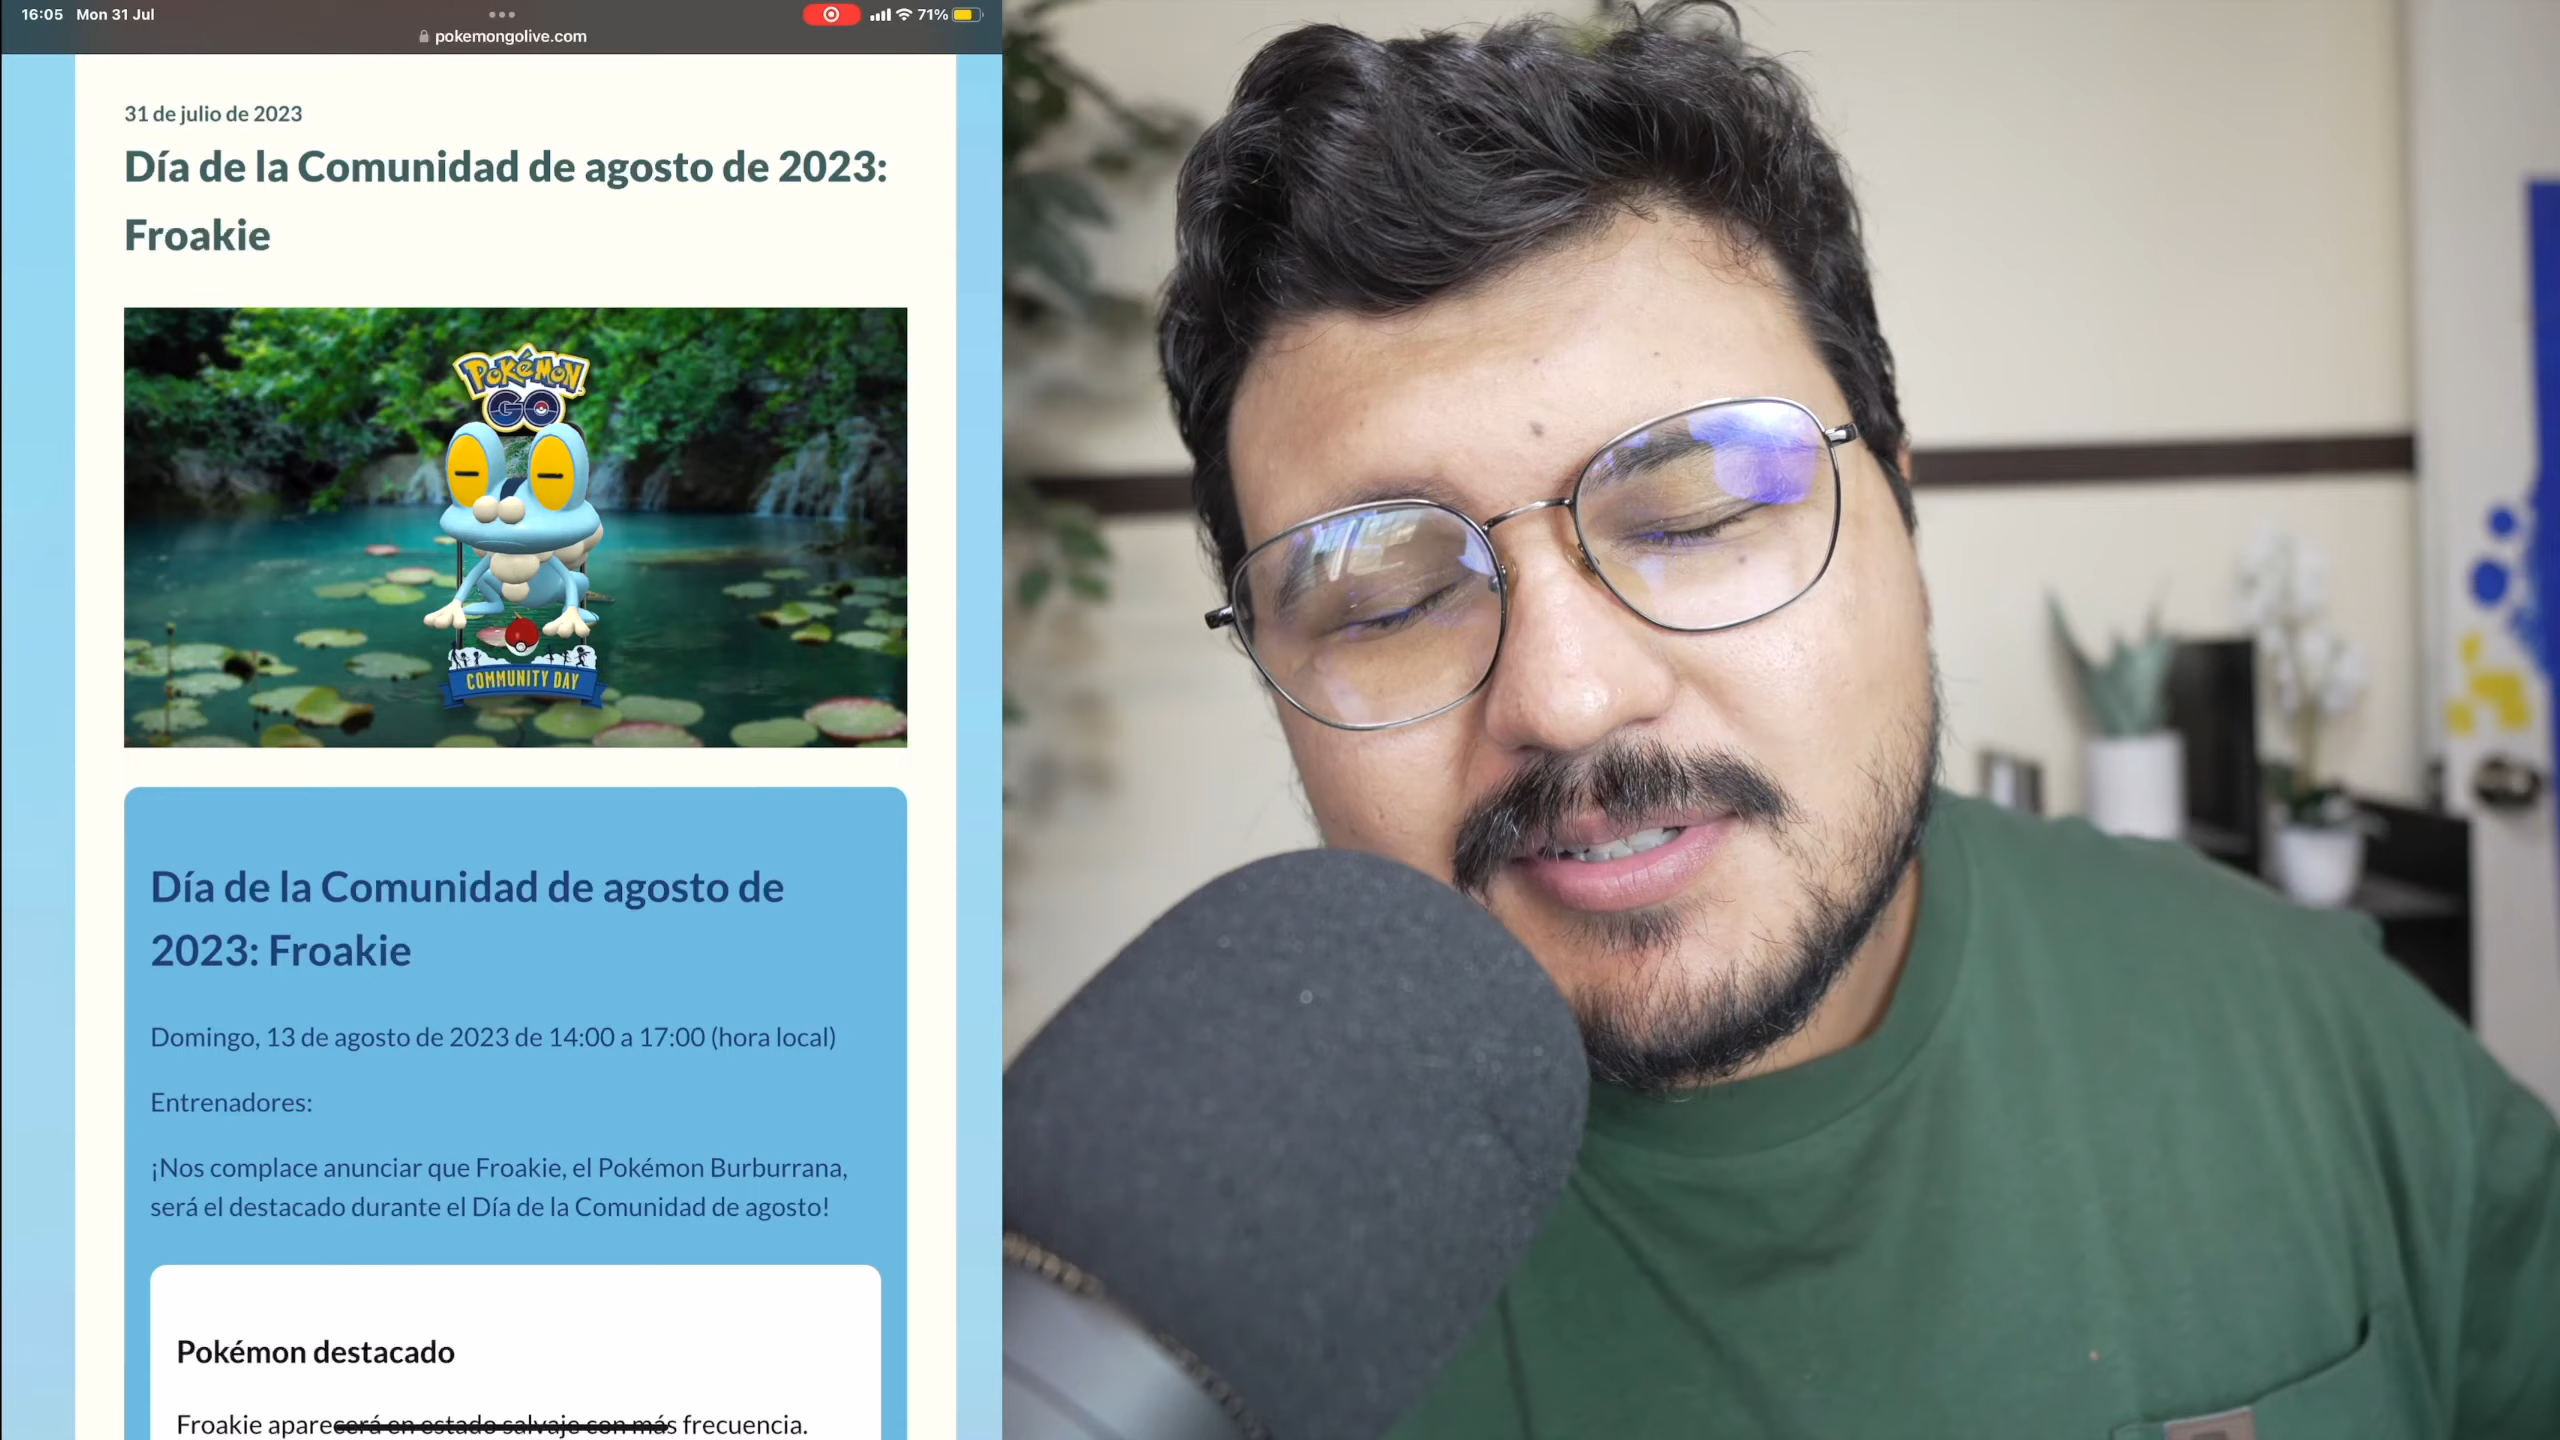 16:05 Mon 31 Jul
71%
pokemongolive.com
31 de julio de 2023
Día de la Comunidad de agosto de 2023:
Froakie
POKéMON
GO
COMMUNITY DAY
Día de la Comunidad de agosto de
2023: Froakie
Domingo, 13 de agosto de 2023 de 14:00 a 17:00 (hora local)
Entrenadores:
¡Nos complace anunciar que Froakie, el Pokémon Burburrana,
será el destacado durante el Día de la Comunidad de agosto!
Pokémon destacado
Froakie aparecerá en estado salvaje con más frecuencia.